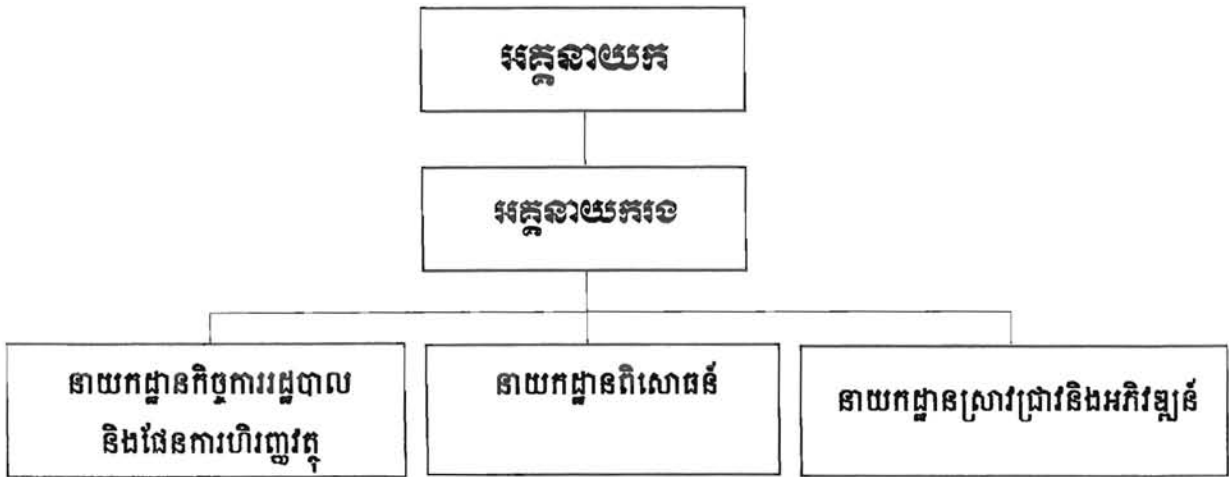 អគ្គនាយក
អគ្គនាយករង
នាយកដ្ឋានកិច្ចការរដ្ឋបាល
និងផែនការហិរញ្ញវត្ថុ
នាយកដ្ឋានពិសោធន៍
នាយកដ្ឋានស្រាវជ្រាវនិងអភិវឌ្ឍន៍